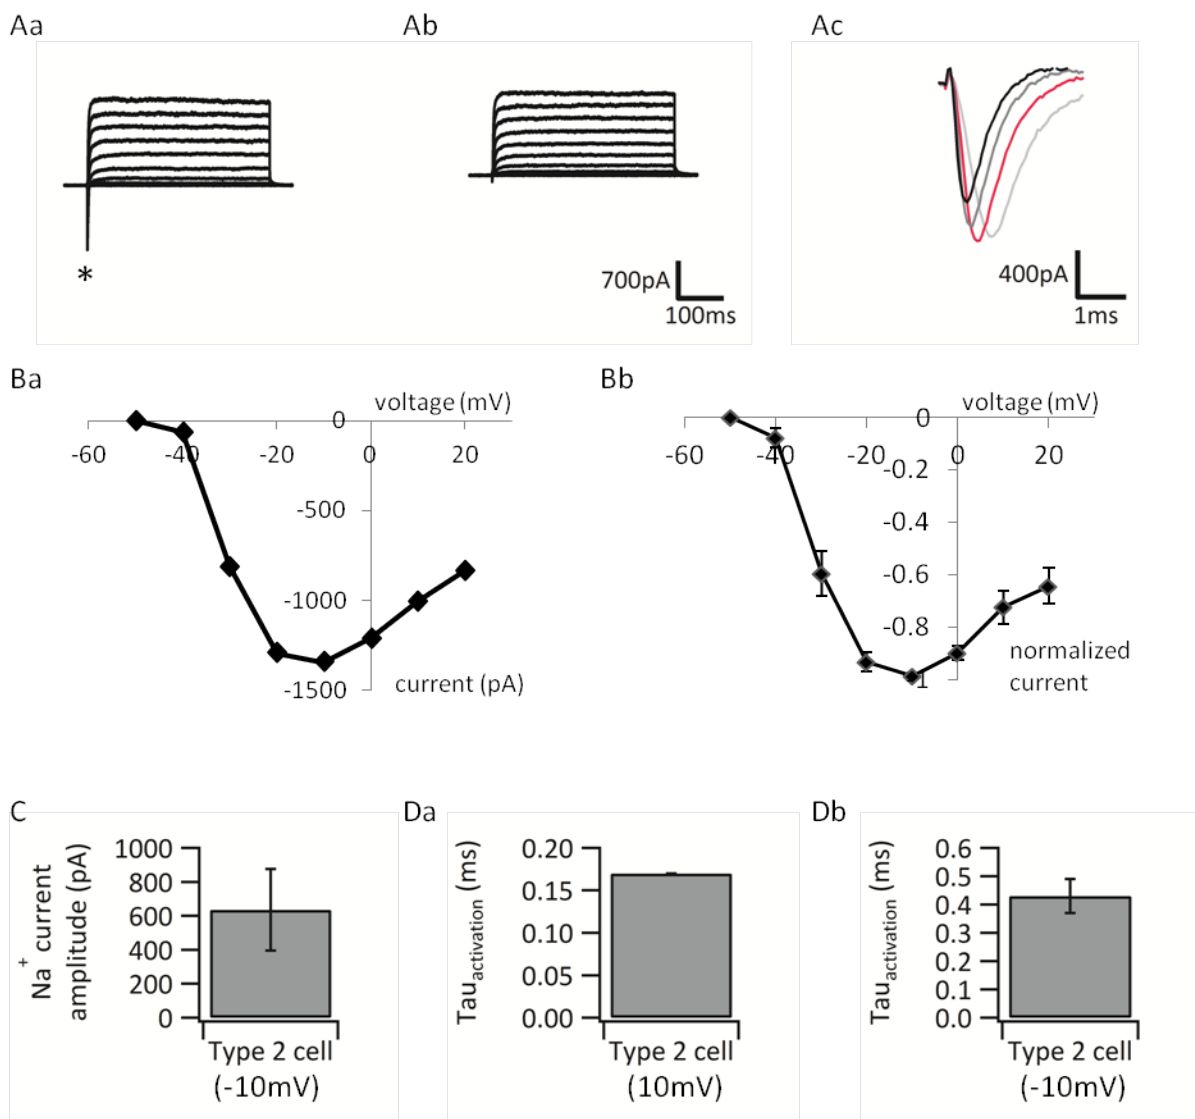 Aa
Ab
Ac
*
700pA
100ms
400pA
1ms
Ba
voltage (mV)
0
-60
-40
-20
0
20
-500
-1000
-1500
current (pA)
Bb
voltage (mV)
0
-60
-40
-20
0
20
-0.2
-0.4
-0.6
-0.8
-1
normalized
current
C
Na+ current
amplitude (pA)
1000
800
600
400
200
0
Type 2 cell
(-10mV)
Da
Tauactivation (ms)
0.20
0.15
0.10
0.05
0.00
Type 2 cell
(10mV)
Db
Tauactivation (ms)
0.6
0.5
0.4
0.3
0.2
0.1
0.0
Type 2 cell
(-10mV)